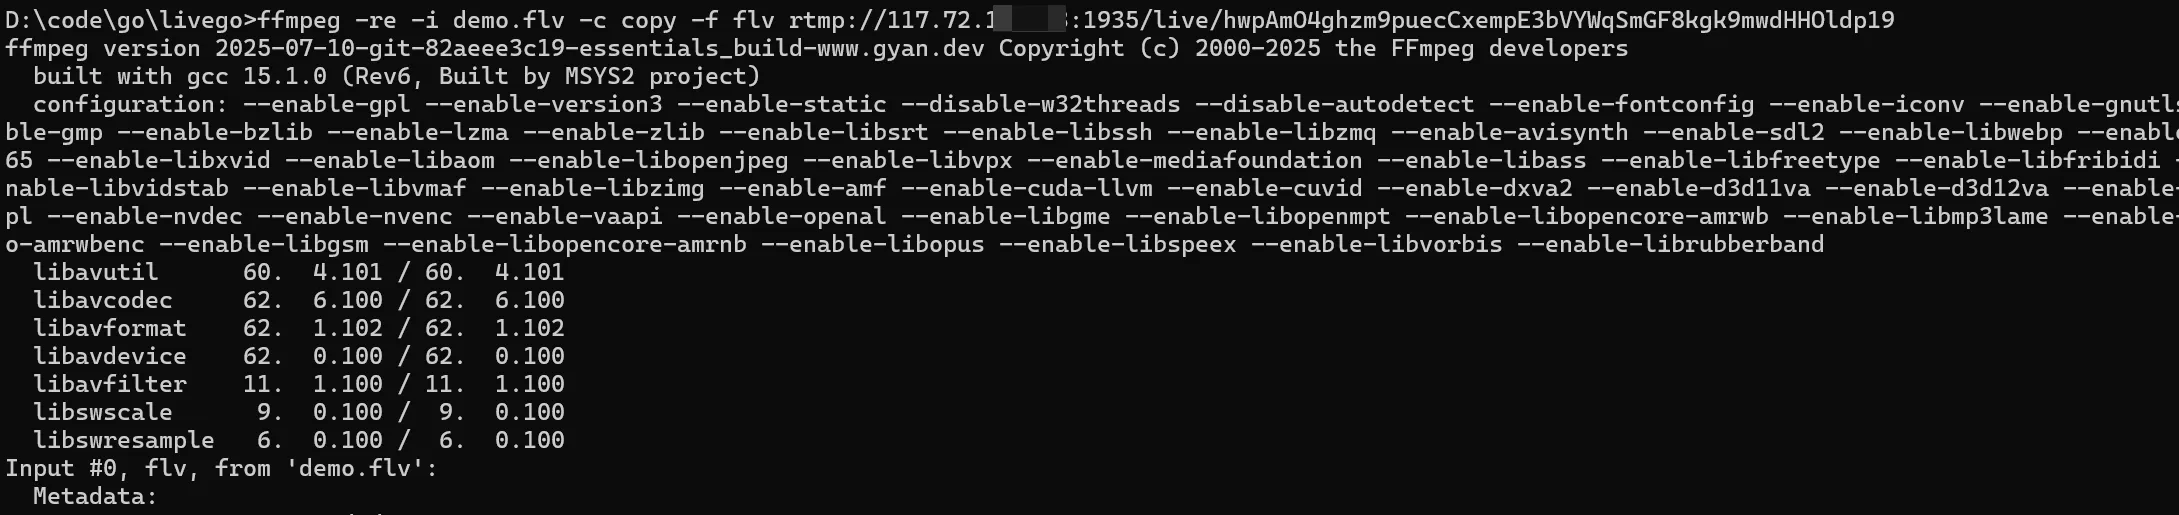 D:\code\go\livego>ffmpeg -re -i demo.flv -c copy -f flv rtmp://117.72.1 :1935/live/hwpAmO4ghzm9puecCxempE3bVYWqSmGF8kgk9mwdHHOldp19
ffmpeg version 2025-07-10-git-82aeee3c19-essentials_build-www.gyan.dev Copyright (c) 2000-2025 the FFmpeg developers
  built with gcc 15.1.0 (Rev6, Built by MSYS2 project)
  configuration: --enable-gpl --enable-version3 --enable-static --disable-w32threads --disable-autodetect --enable-fontconfig --enable-iconv --enable-gnutls
ble-gmp --enable-bzlib --enable-lzma --enable-zlib --enable-libsrt --enable-libssh --enable-libzmq --enable-avisynth --enable-sdl2 --enable-libwebp --enable
65 --enable-libxvid --enable-libaom --enable-libopenjpeg --enable-libvpx --enable-mediafoundation --enable-libass --enable-libfreetype --enable-libfribidi -
nable-libvidstab --enable-libvmaf --enable-libzimg --enable-amf --enable-cuda-llvm --enable-cuvid --enable-dxva2 --enable-d3d11va --enable-d3d12va --enable-
pl --enable-nvdec --enable-nvenc --enable-vaapi --enable-openal --enable-libgme --enable-libopenmpt --enable-libopencore-amrwb --enable-libmp3lame --enable-
o-amrwbenc --enable-libgsm --enable-libopencore-amrnb --enable-libopus --enable-libspeex --enable-libvorbis --enable-librubberband
  libavutil      60.  4.101 / 60.  4.101
  libavcodec     62.  6.100 / 62.  6.100
  libavformat    62.  1.102 / 62.  1.102
  libavdevice    62.  0.100 / 62.  0.100
  libavfilter    11.  1.100 / 11.  1.100
  libswscale      9.  0.100 /  9.  0.100
  libswresample   6.  0.100 /  6.  0.100
Input #0, flv, from 'demo.flv':
  Metadata: